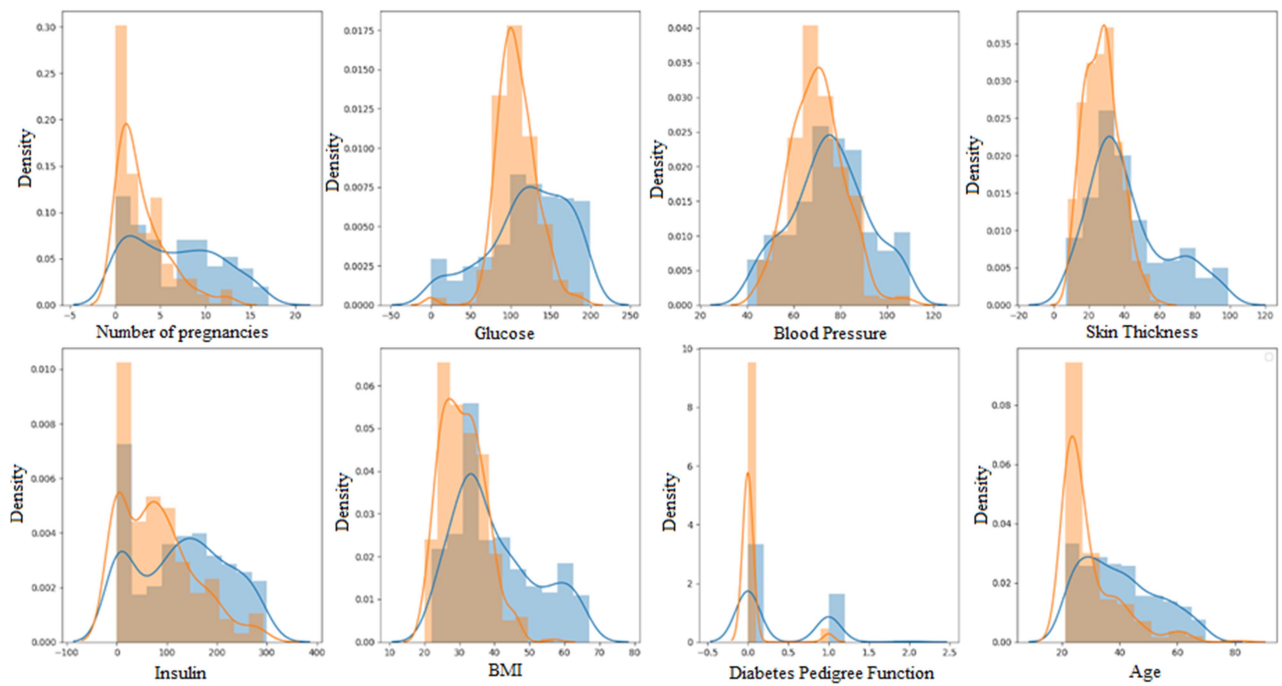 0.30
0.25
0.20
0.15
0.10
0.05
0.00
Density
-5 0 5 10 15 20
Number of pregnancies
0.0175
0.0150
0.0125
0.0100
0.0075
0.0050
0.0025
0.0000
Density
-50 0 50 100 150 200 250
Glucose
0.040
0.035
0.030
0.025
0.020
0.015
0.010
0.005
0.000
Density
20 40 60 80 100 120
Blood Pressure
0.035
0.030
0.025
0.020
0.015
0.010
0.005
0.000
Density
-20 0 20 40 60 80 100 120
Skin Thickness
0.010
0.008
0.006
0.004
0.002
0.000
Density
-100 0 100 200 300 400
Insulin
0.06
0.05
0.04
0.03
0.02
0.01
0.00
Density
10 20 30 40 50 60 70 80
BMI
10
8
6
4
2
0
Density
-0.5 0.0 0.5 1.0 1.5 2.0 2.5
Diabetes Pedigree Function
0.08
0.06
0.04
0.02
0.00
Density
20 40 60 80
Age